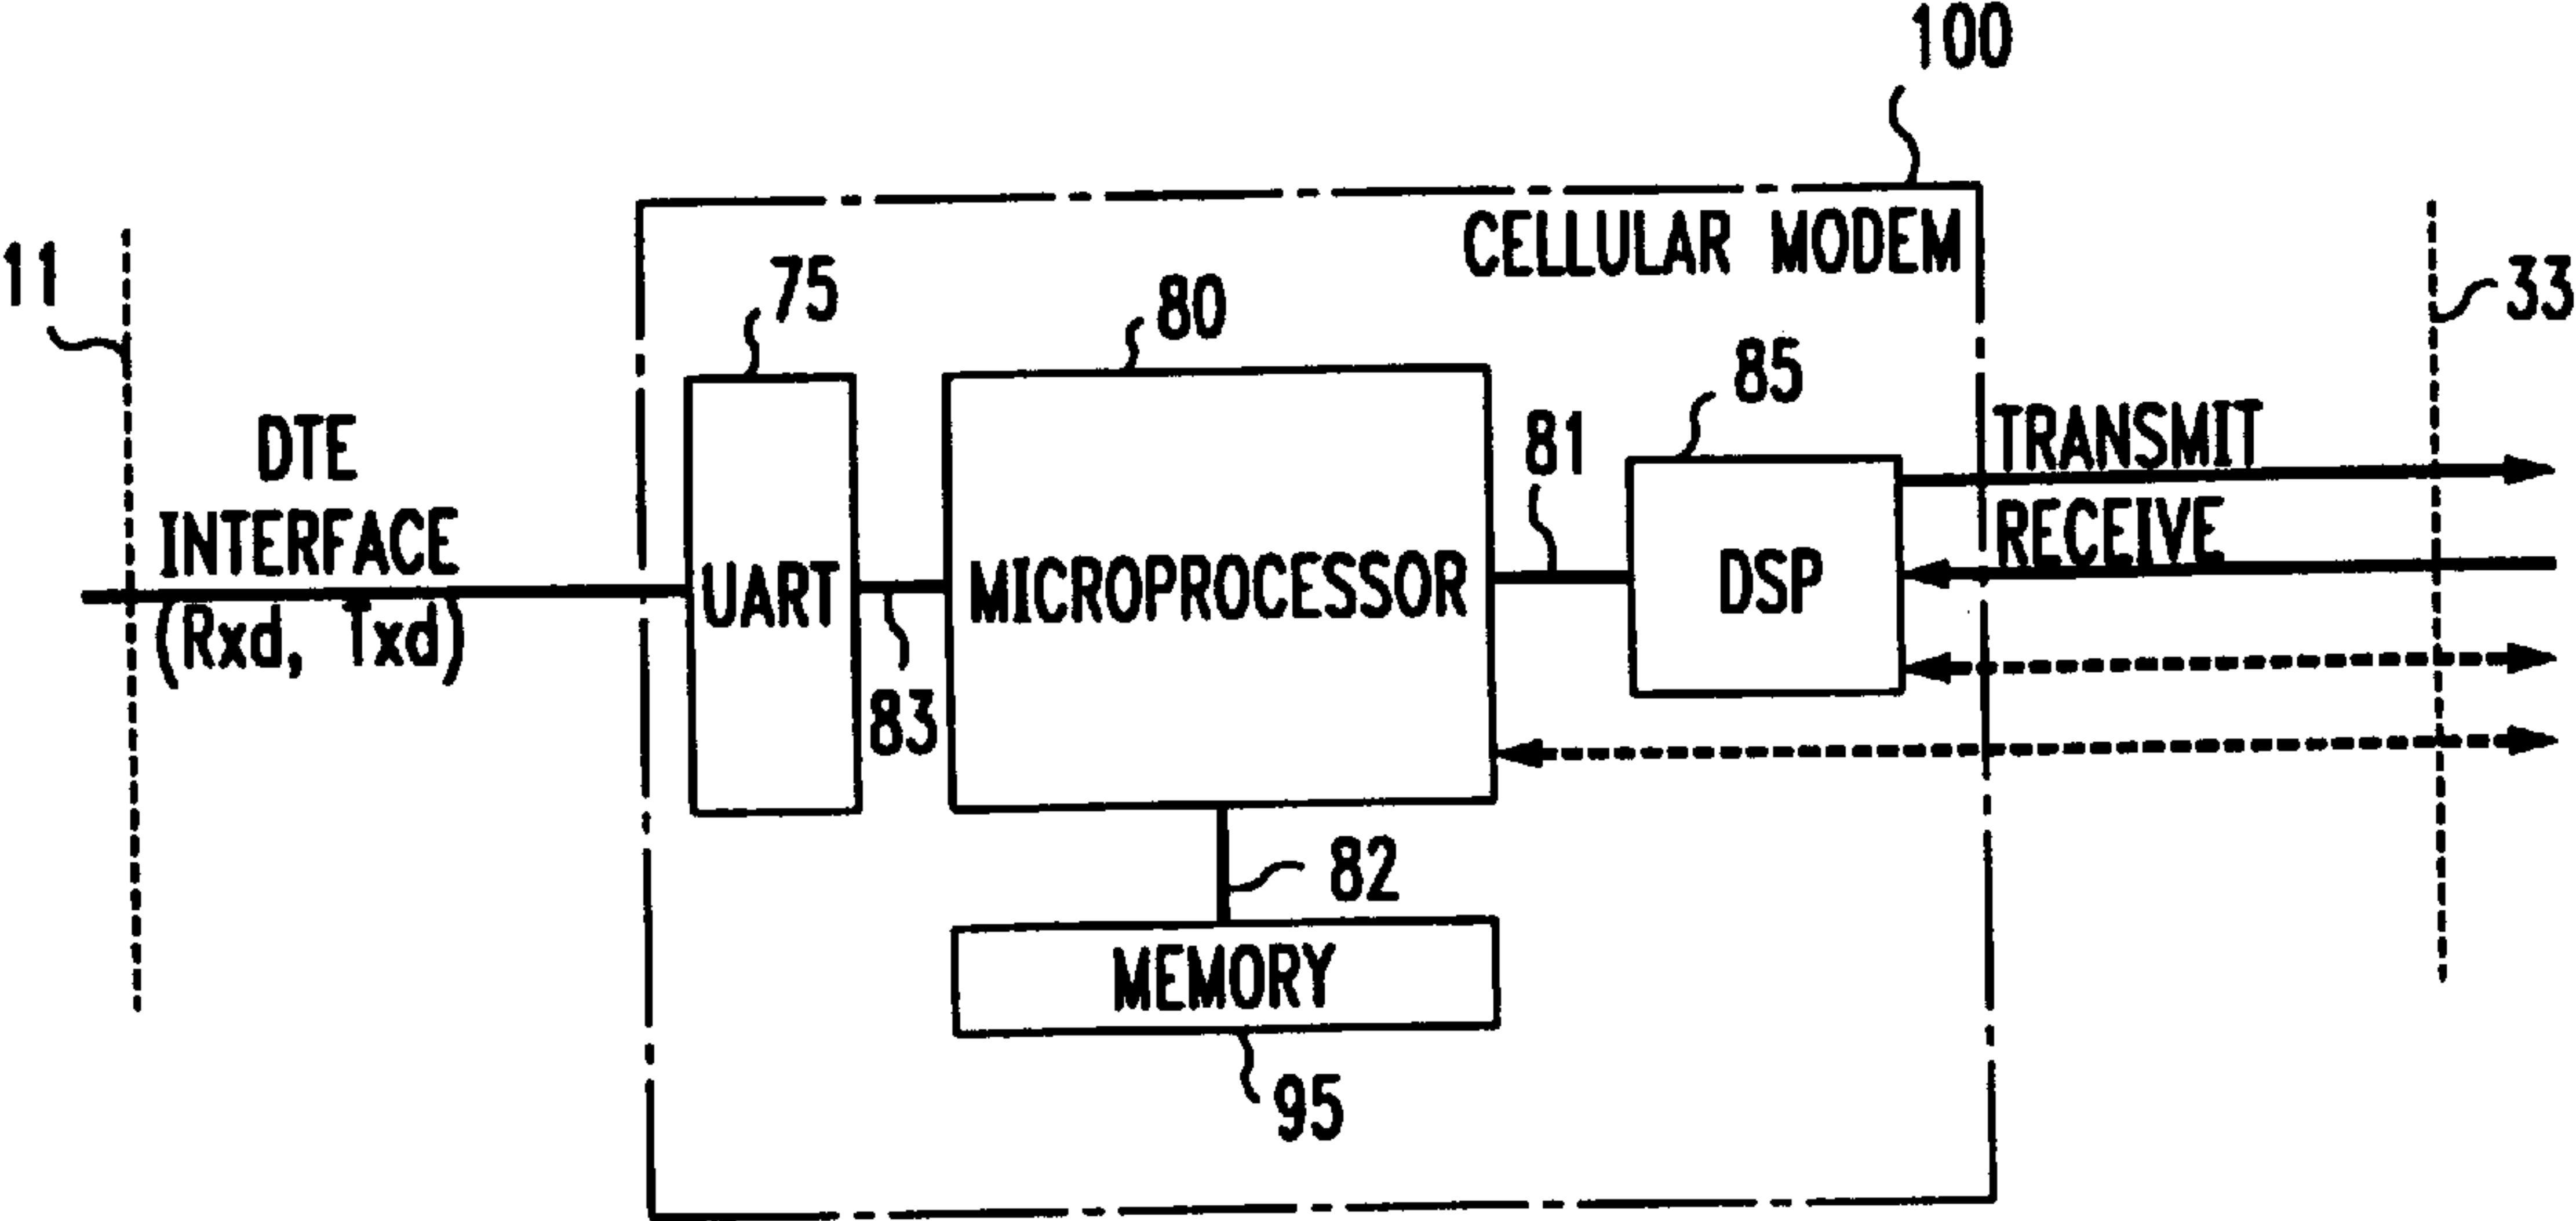 100
CELLULAR MODEM
11
75
80
33
85
DTE
INTERFACE
(Rxd, Txd)
81
TRANSMIT
RECEIVE
UART
MICROPROCESSOR
DSP
83
82
MEMORY
95